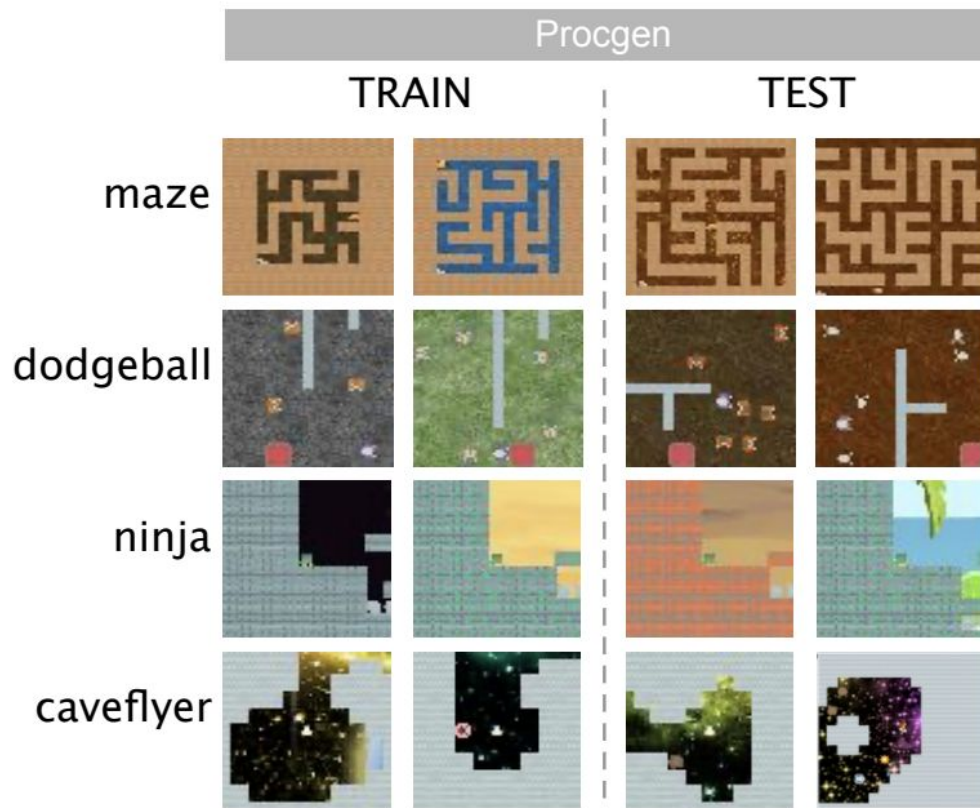 Procgen
TRAIN TEST
maze
dodgeball
ninja
caveflyer